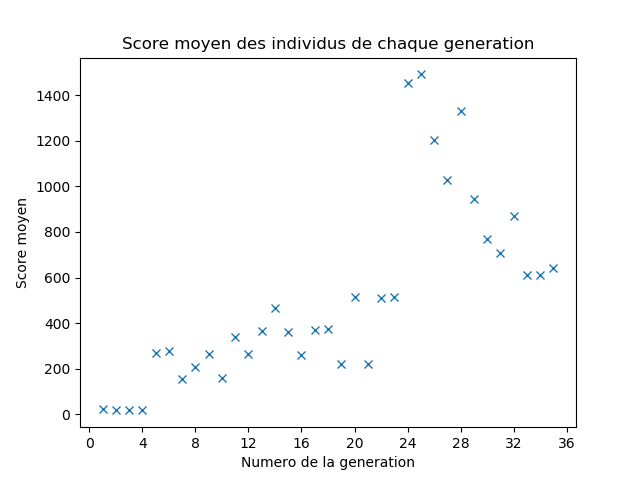 Score moyen des individus de chaque generation
1400
1200
1000
800
600
400
200
0
Score moyen
0 4 8 12 16 20 24 28 32 36
Numero de la generation